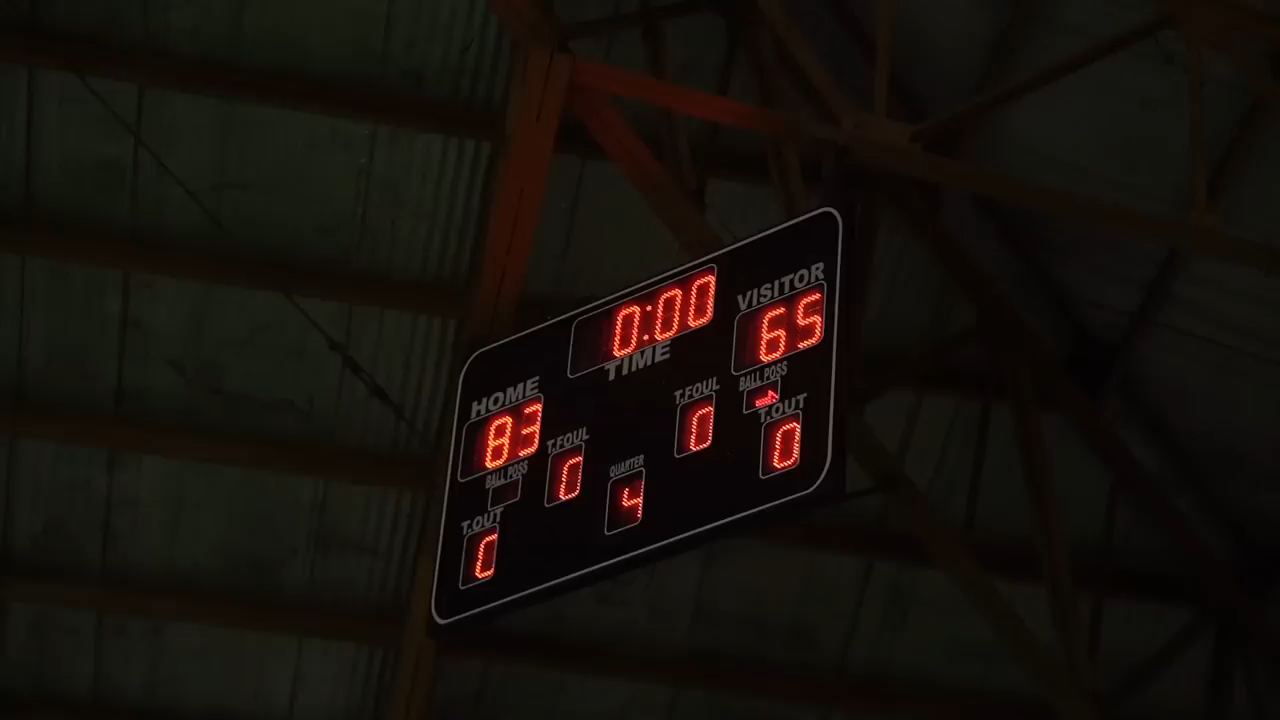 0:00
TIME
HOME
83
VISITOR
65
BALL POSS
T.FOUL
0
T.FOUL
0
BALL POSS
QUARTER
4
T.OUT
0
T.OUT
0